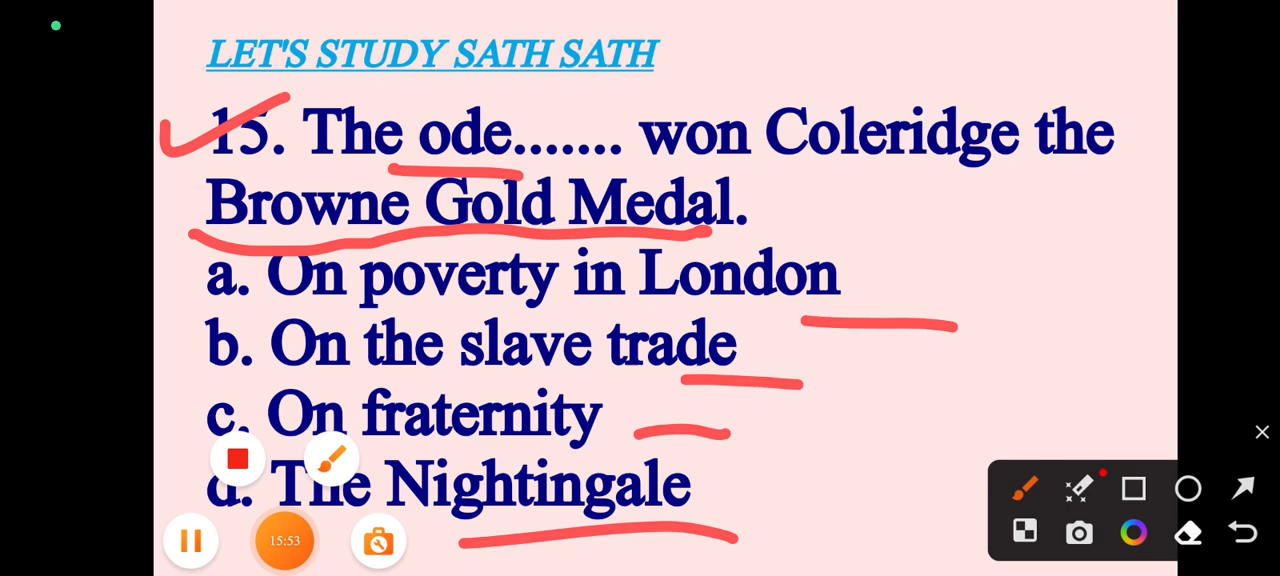 LET'S STUDY SATH SATH
15. The ode....... won Coleridge the
Browne Gold Medal.
a. On poverty in London
b. On the slave trade
c. On fraternity
d. The Nightingale
15:53